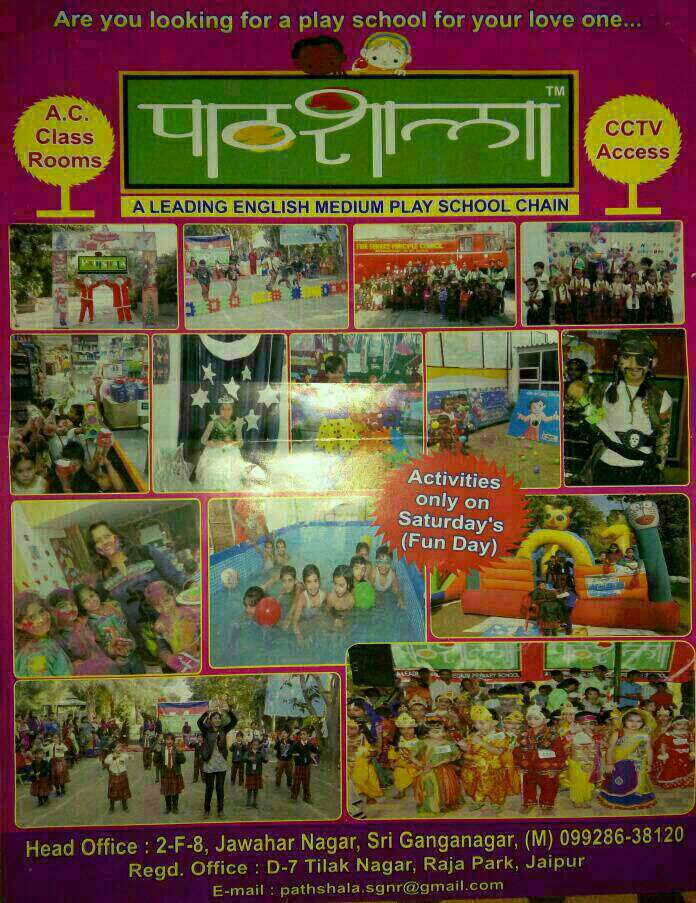 Are you looking for a play school for your love one...
A.C.
Class
Rooms
पाठशाला TM
CCTV
Access
A LEADING ENGLISH MEDIUM PLAY SCHOOL CHAIN
Activities
only on
Saturday's
(Fun Day)
Head Office : 2-F-8, Jawahar Nagar, Sri Ganganagar, (M) 099286-38120
Regd. Office : D-7 Tilak Nagar, Raja Park, Jaipur
E-mail : pathshala.sgnr@gmail.com